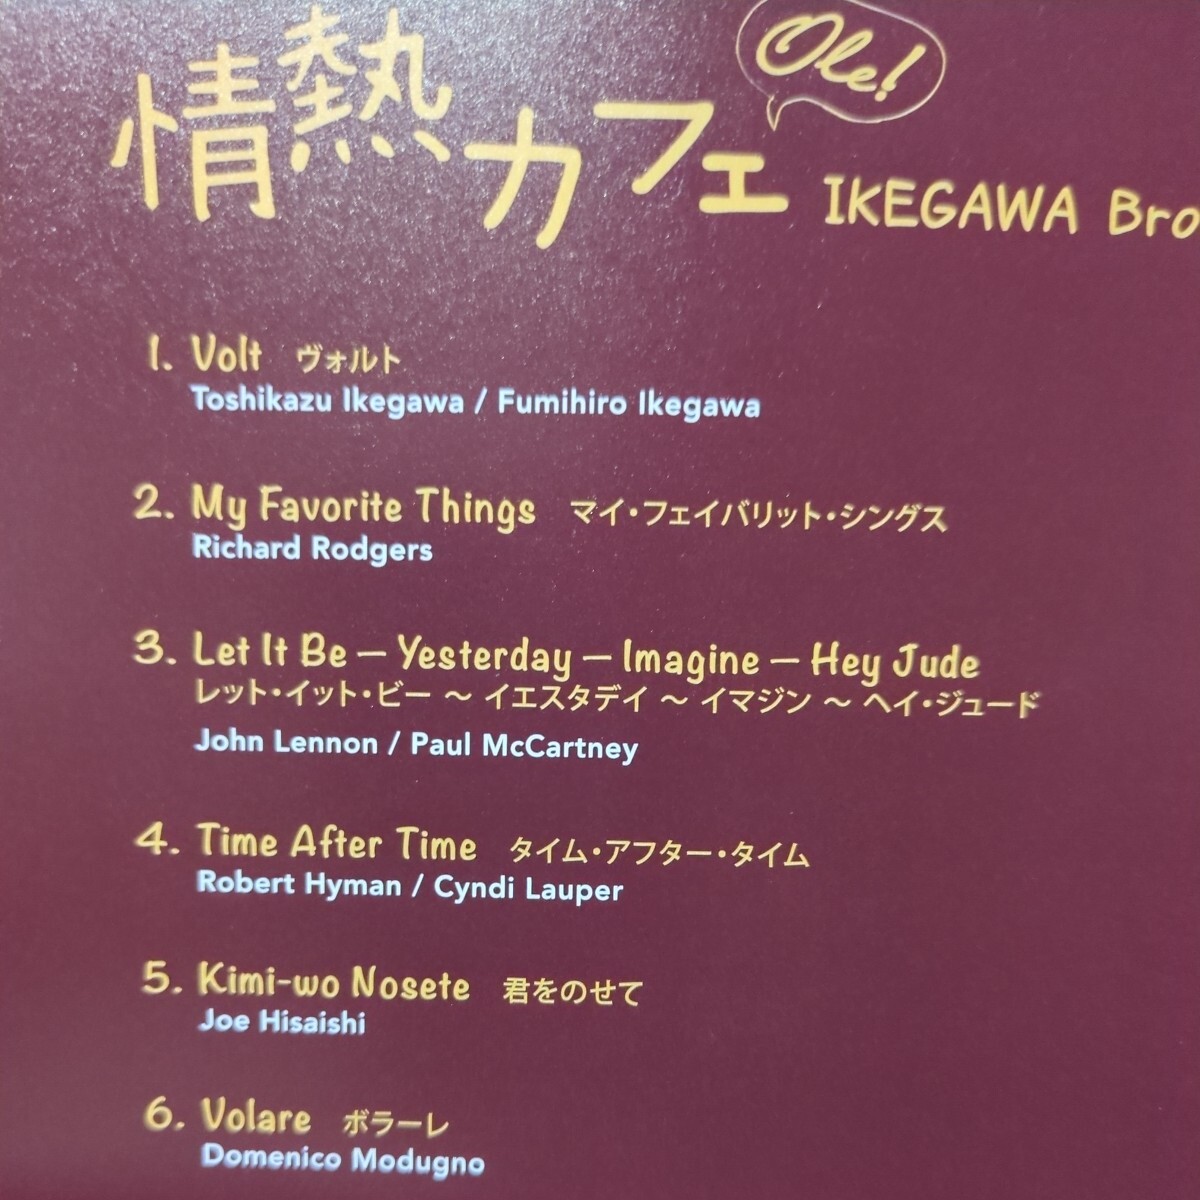 Ole!
情熱カフェ IKEGAWA Bro
1. Volt ヴォルト
Toshikazu Ikegawa / Fumihiro Ikegawa
2. My Favorite Things マイ・フェイバリット・シングス
Richard Rodgers
3. Let It Be — Yesterday — Imagine — Hey Jude
レット・イット・ビー 〜 イエスタデイ 〜 イマジン 〜 ヘイ・ジュード
John Lennon / Paul McCartney
4. Time After Time タイム・アフター・タイム
Robert Hyman / Cyndi Lauper
5. Kimi-wo Nosete 君をのせて
Joe Hisaishi
6. Volare ボラーレ
Domenico Modugno